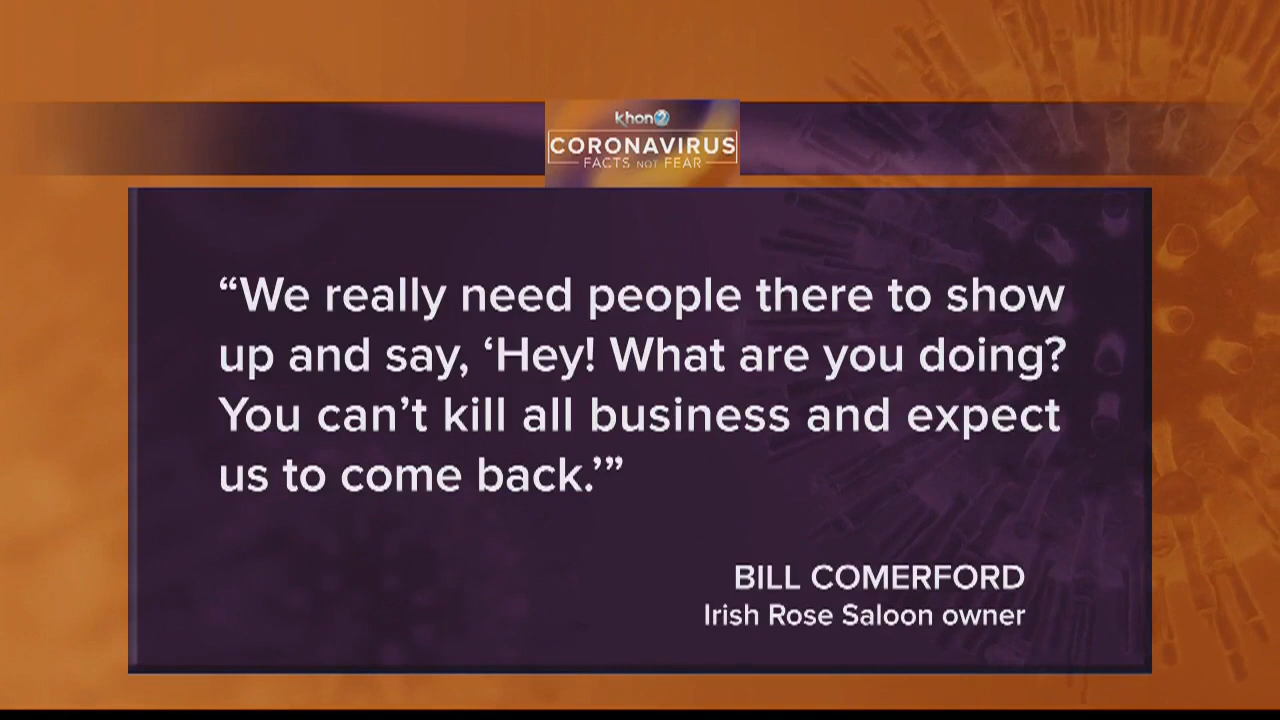 khon2
CORONAVIRUS
FACTS NOT FEAR
“We really need people there to show
up and say, ‘Hey! What are you doing?
You can’t kill all business and expect
us to come back.’”
BILL COMERFORD
Irish Rose Saloon owner